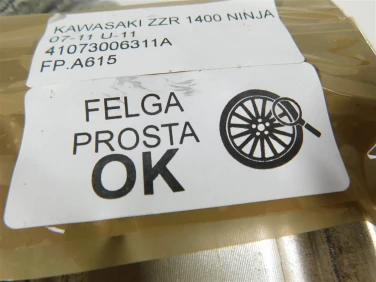 KAWASAKI ZZR 1400 NINJA
07-11 U-11
41073006311A
FP.A615
FELGA
PROSTA
OK